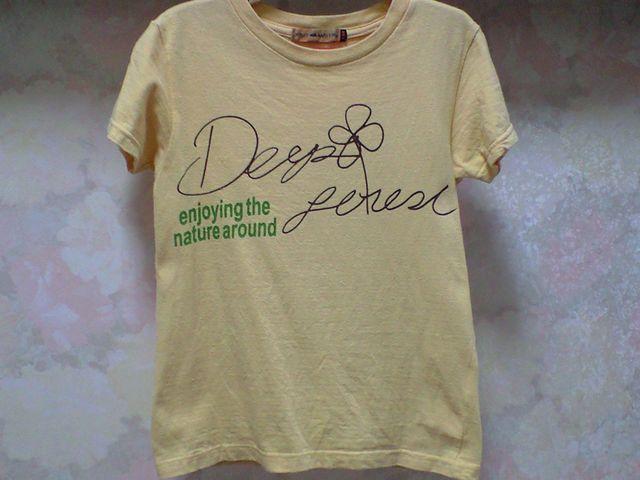 Deep
forest
enjoying the
nature around